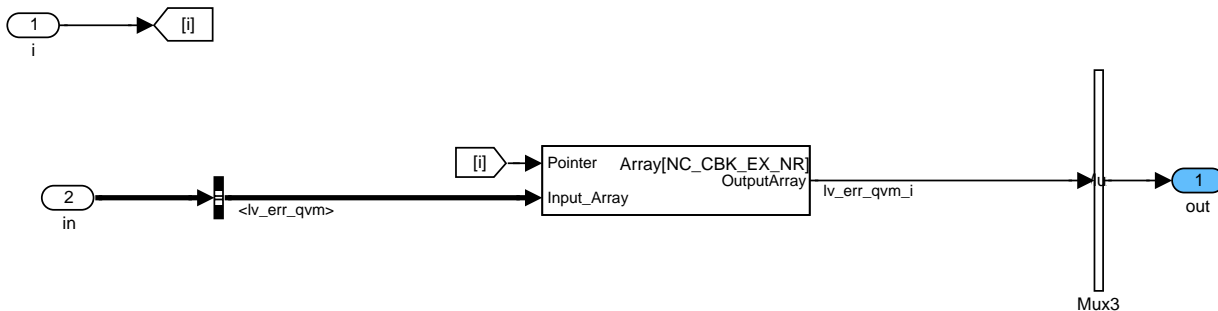 1
[i]
i
[i]
Pointer
Array[NC_CBK_EX_NR]
OutputArray
Input_Array
2
in
<lv_err_qvm>
lv_err_qvm_i
1
out
Mux3